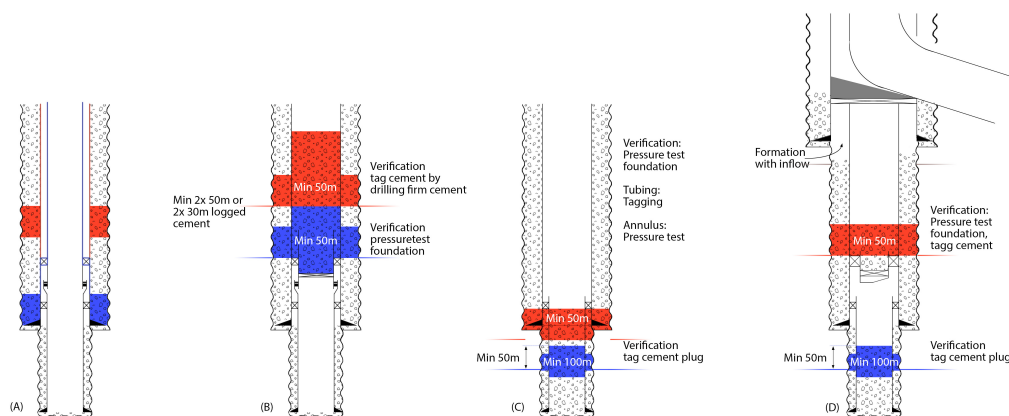 (A)
Min 2x 50m or
2x 30m logged
cement
Min 50m
Min 50m
Verification
tag cement by
drilling firm cement
Verification
pressuretest
foundation
(B)
Verification:
Pressure test
foundation
Tubing:
Tagging
Annulus:
Pressure test
Min 50m
Min 50m
Min 100m
Verification
tag cement plug
(C)
Formation
with inflow
Min 50m
Verification:
Pressure test
foundation,
tagg cement
Min 50m
Min 100m
Verification
tag cement plug
(D)